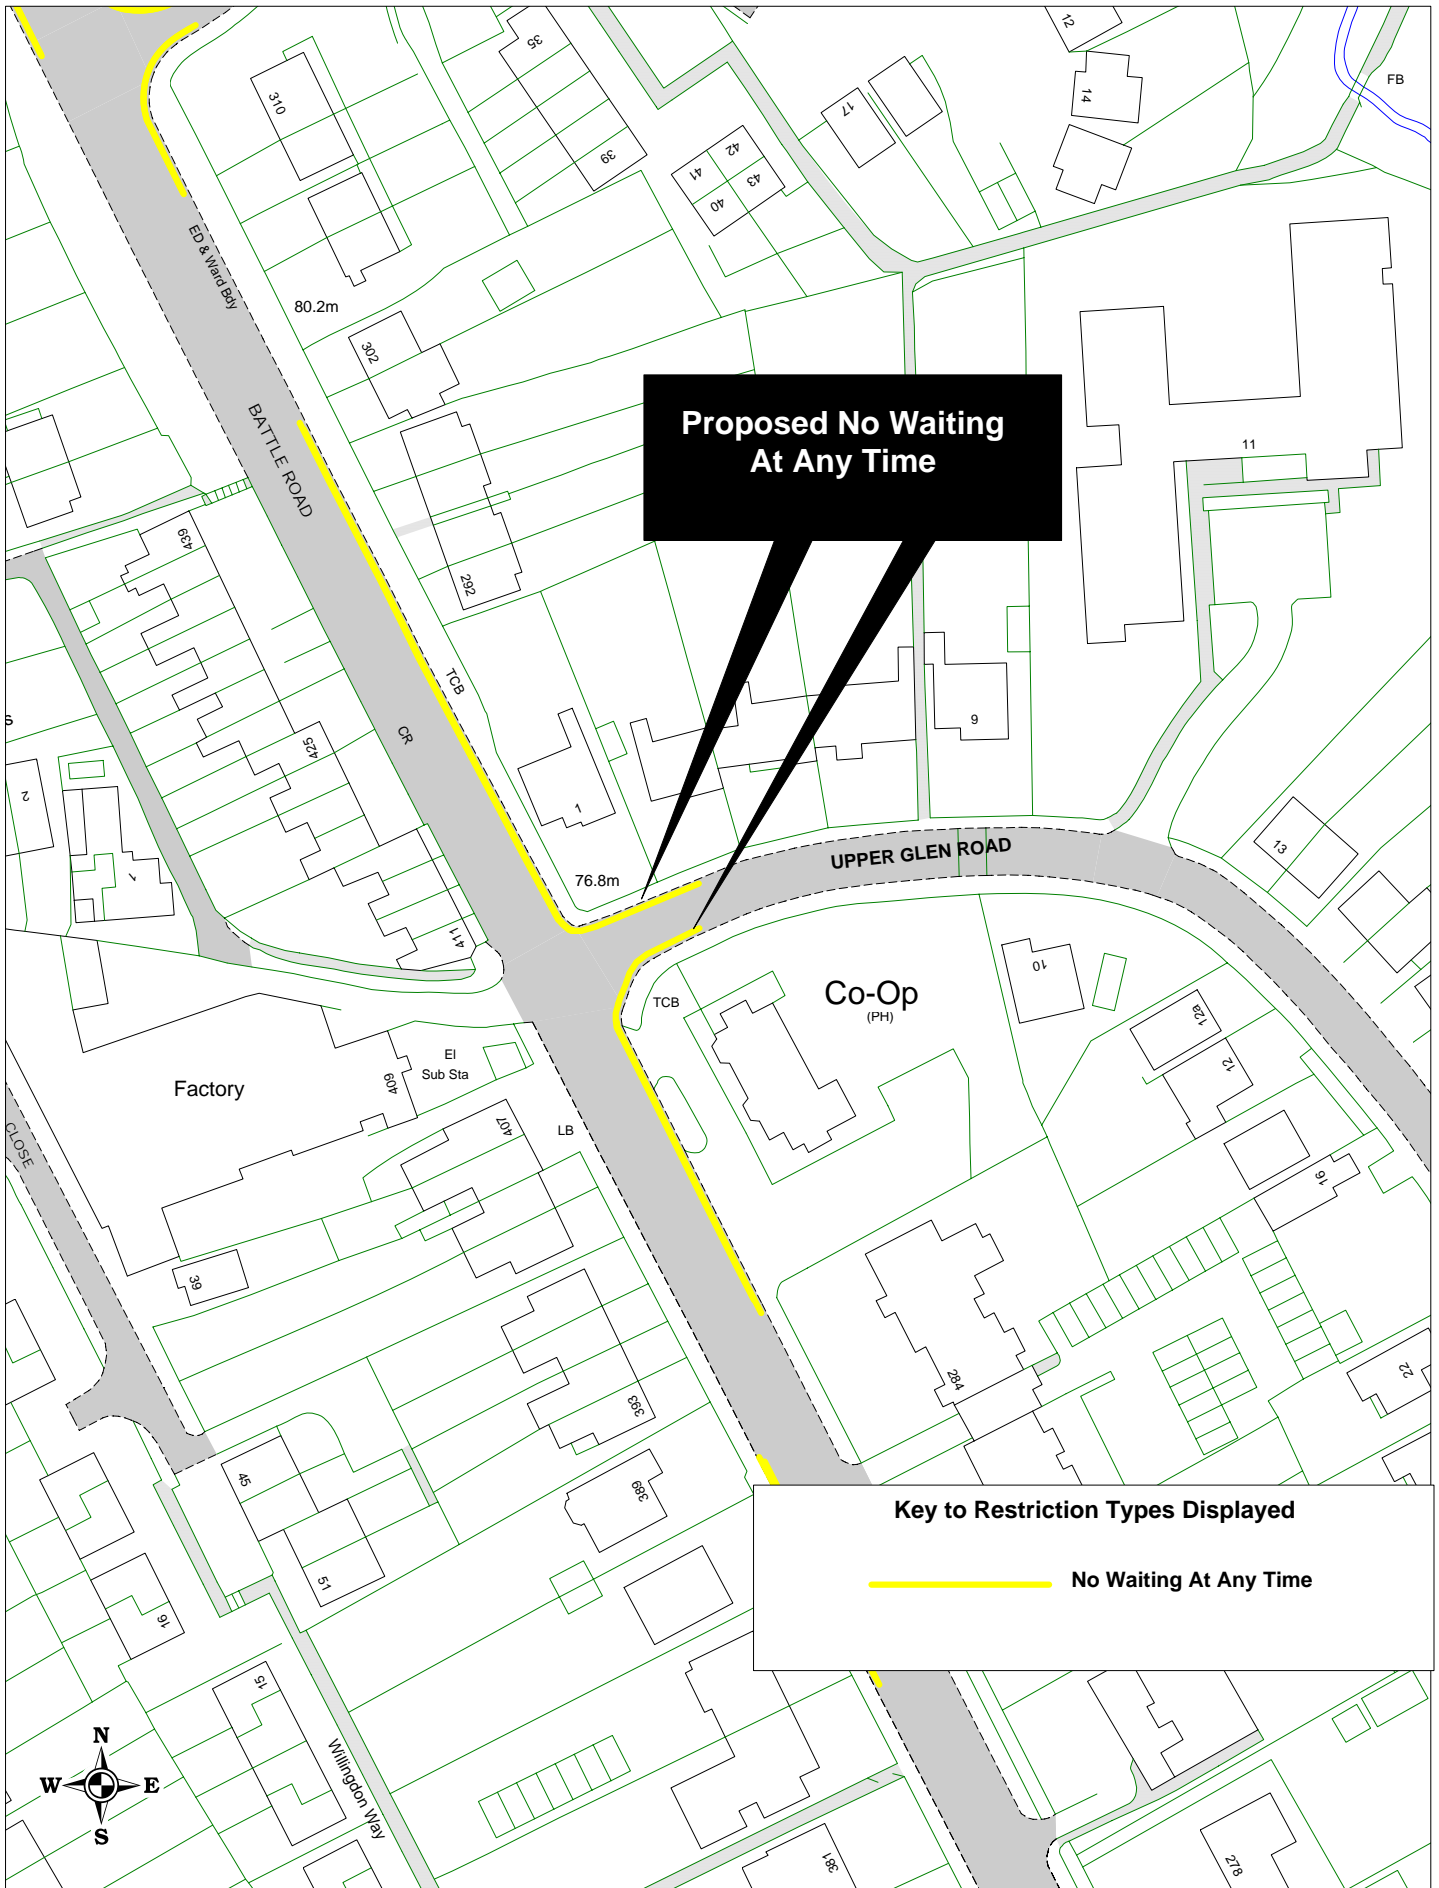 12
35
FB
14
310
17
39
42
41
43
40
ED & Ward Bdy
80.2m
302
BATTLE ROAD
Proposed No Waiting
At Any Time
11
439
292
TCB
CR
S
425
9
2
1
1
13
UPPER GLEN ROAD
76.8m
411
10
TCB
Co-Op
(PH)
12a
El
Sub Sta
Factory
409
12
407
LB
CLOSE
16
39
284
22
393
45
389
Key to Restriction Types Displayed
No Waiting At Any Time
51
16
15
N
W E
S
Willingdon Way
381
278